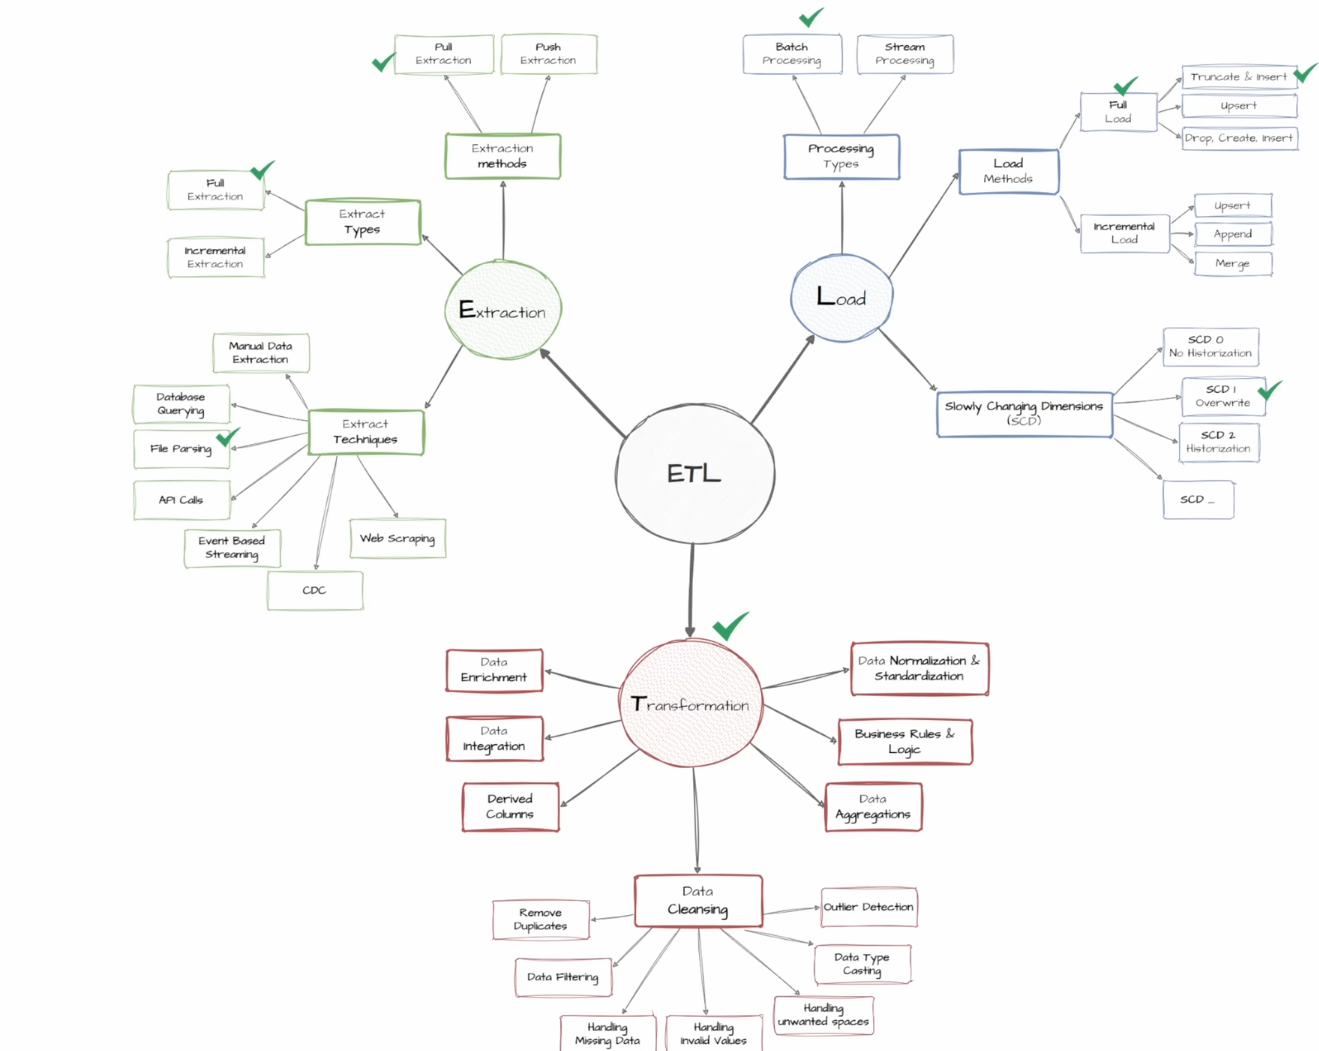 Pull
Extraction
Push
Extraction
Extraction
methods
Full
Extraction
Extract
Types
Incremental
Extraction
Extraction
Manual Data
Extraction
Database
Querying
File Parsing
API Calls
Event Based
Streaming
CDC
Web Scraping
Extract
Techniques
Batch
Processing
Stream
Processing
Processing
Types
Load
Load
Methods
Full
Load
Truncate & Insert
Upsert
Drop, Create, Insert
Incremental
Load
Upsert
Append
Merge
Slowly Changing Dimensions
(SCD)
SCD 0
No Historization
SCD 1
Overwrite
SCD 2
Historization
SCD ...
ETL
Transformation
Data
Enrichment
Data
Integration
Derived
Columns
Data Normalization &
Standardization
Business Rules &
Logic
Data
Aggregations
Data
Cleansing
Remove
Duplicates
Data Filtering
Handling
Missing Data
Handling
Invalid Values
Handling
unwanted spaces
Data Type
Casting
Outlier Detection